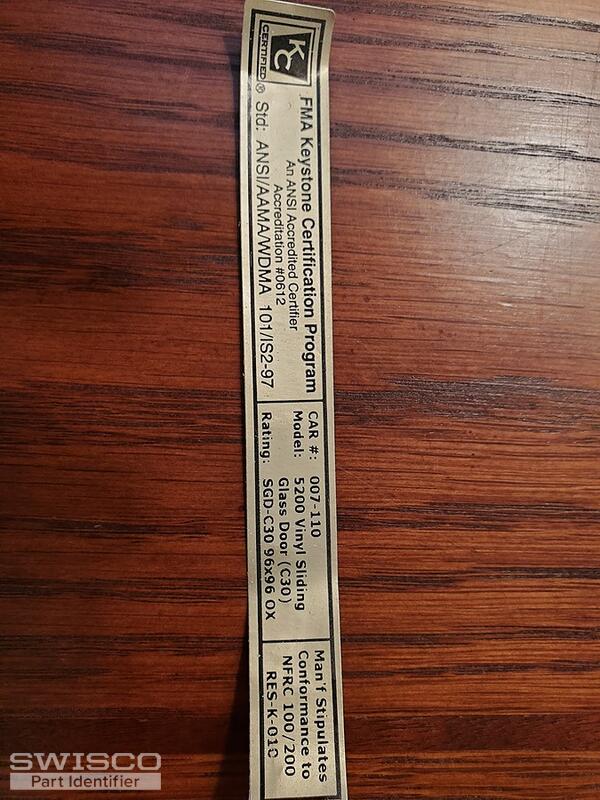 KC
CERTIFIED®
FMA Keystone Certification Program
An ANSI Accredited Certifier
Accreditation #0612
Std: ANSI/AAMA/WDMA 101/IS2-97
CAR #: 007-110
Model: 5200 Vinyl Sliding
Glass Door (C30)
Rating: SGD-C30 96x96 OX
Man'f Stipulates
Conformance to
NFRC 100/200
RES-K-010
SWISCO
Part Identifier